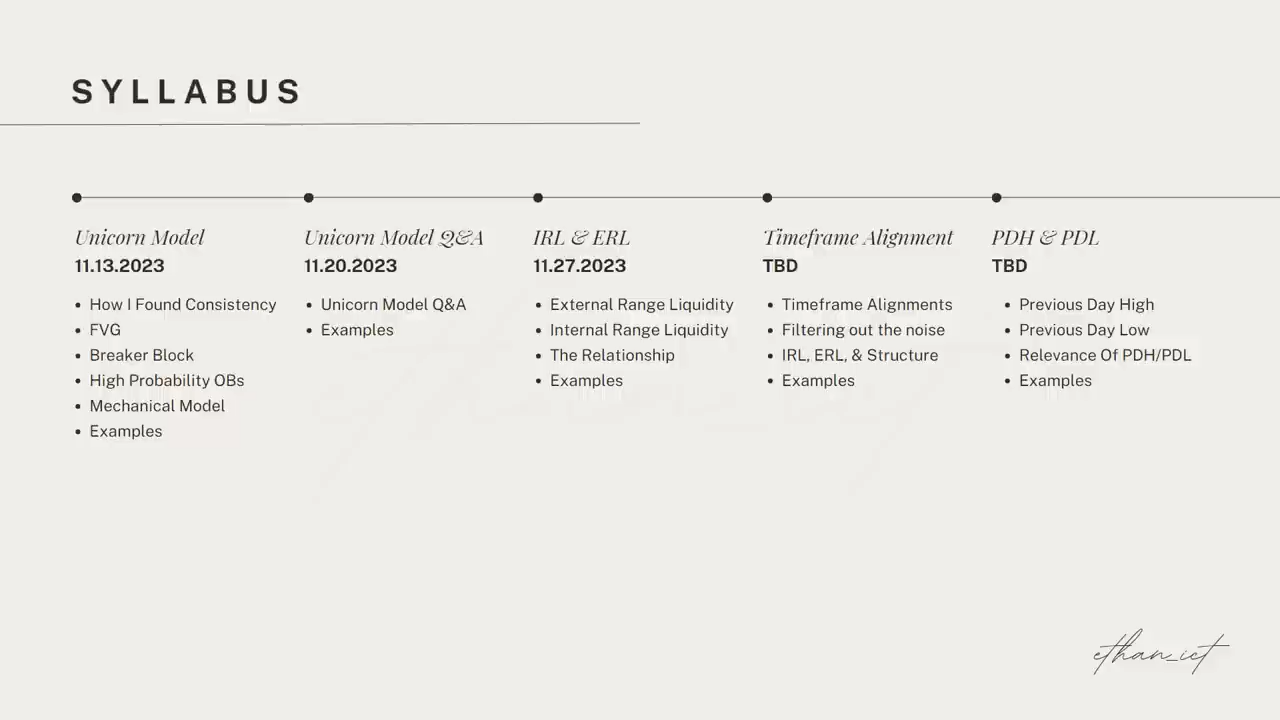 SYLLABUS
Unicorn Model
11.13.2023
• How I Found Consistency
• FVG
• Breaker Block
• High Probability OBs
• Mechanical Model
• Examples
Unicorn Model Q&A
11.20.2023
• Unicorn Model Q&A
• Examples
IRL & ERL
11.27.2023
• External Range Liquidity
• Internal Range Liquidity
• The Relationship
• Examples
Timeframe Alignment
TBD
• Timeframe Alignments
• Filtering out the noise
• IRL, ERL, & Structure
• Examples
PDH & PDL
TBD
• Previous Day High
• Previous Day Low
• Relevance Of PDH/PDL
• Examples
ethan_ict